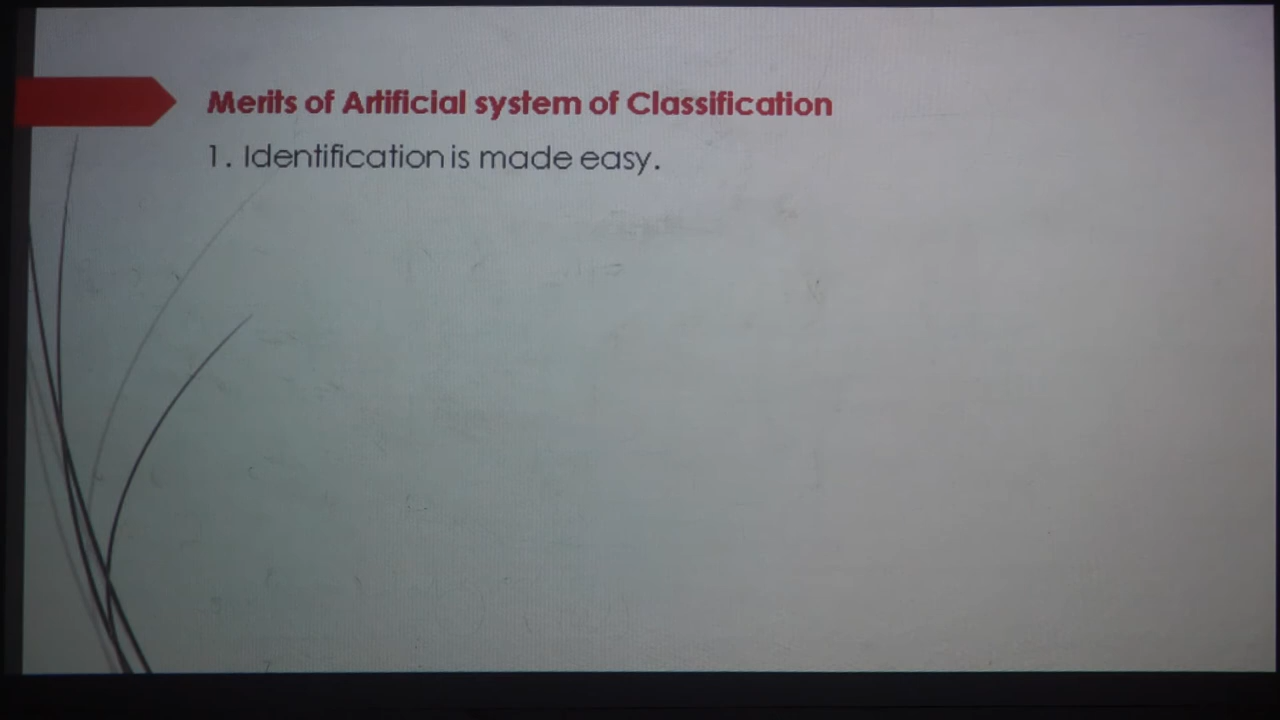 Merits of Artificial system of Classification
1. Identification is made easy.